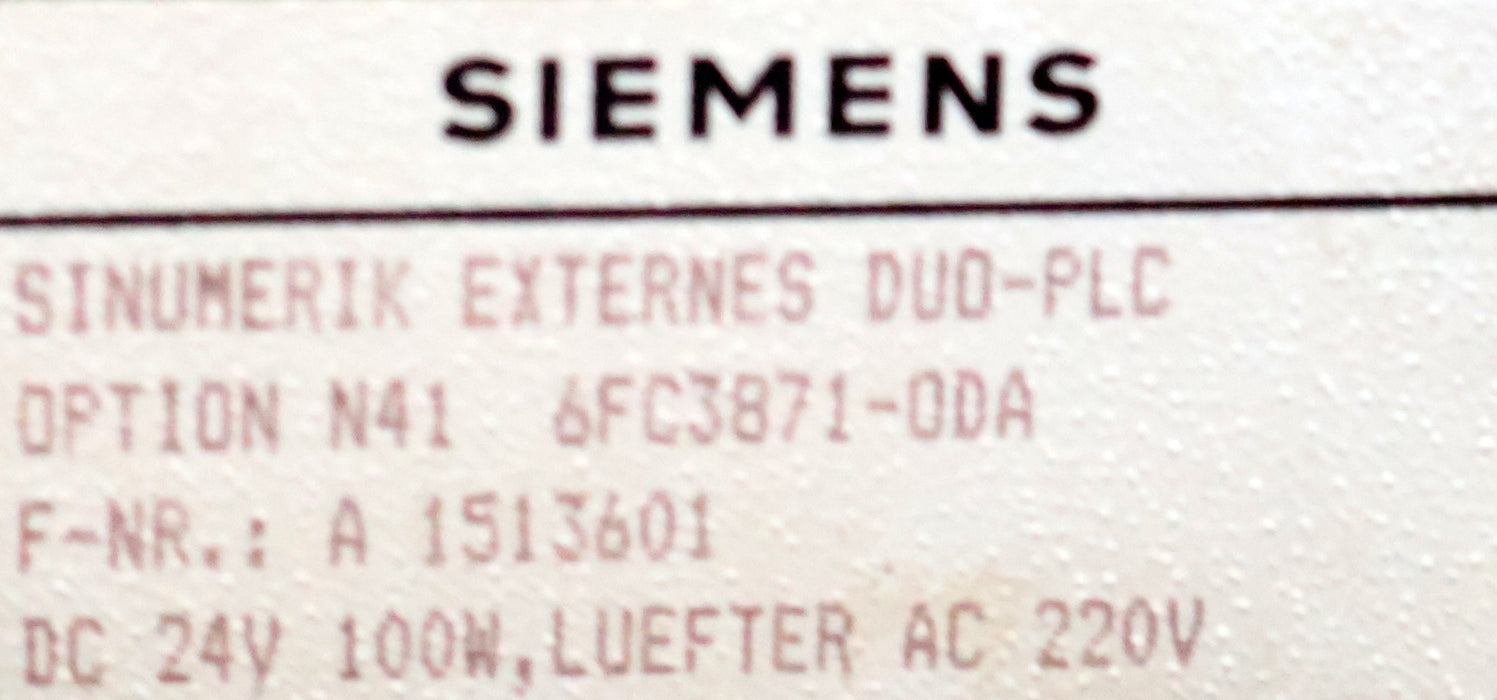 SIEMENS
SINUMERIK EXTERNES DUO-PLC
OPTION N41 6FC3871-0DA
F-NR.: A 1513601
DC 24V 100W,LUEFTER AC 220V